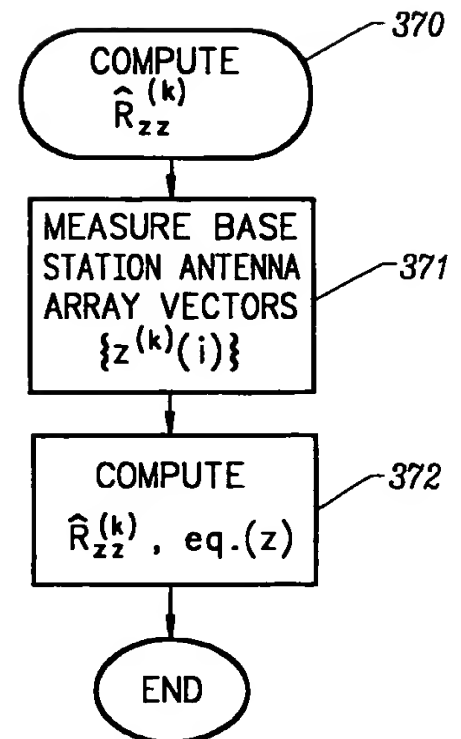 370
COMPUTE
R̂zz^(k)
MEASURE BASE
STATION ANTENNA
ARRAY VECTORS
{z^(k)(i)}
371
COMPUTE
R̂zz^(k), eq.(z)
372
END